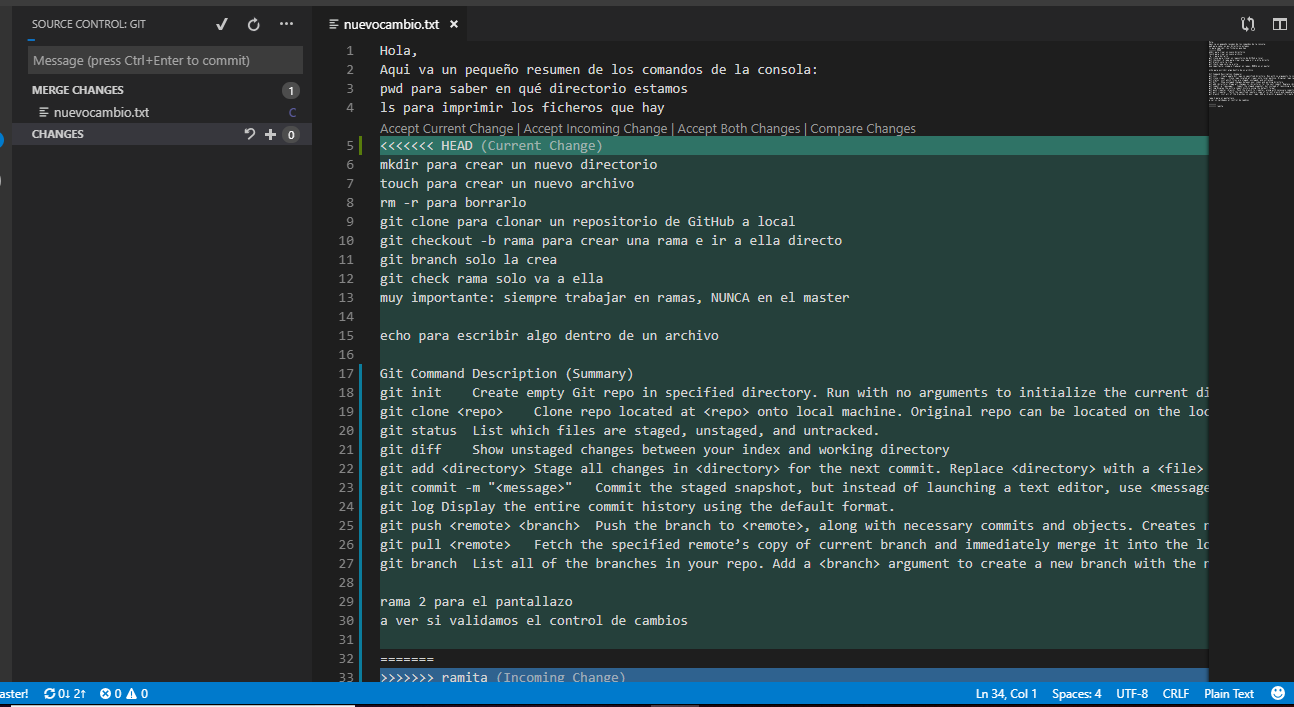 SOURCE CONTROL: GIT
Message (press Ctrl+Enter to commit)
MERGE CHANGES 1
nuevocambio.txt C
CHANGES 0
nuevocambio.txt
1 Hola,
2 Aqui va un pequeño resumen de los comandos de la consola:
3 pwd para saber en qué directorio estamos
4 ls para imprimir los ficheros que hay
Accept Current Change | Accept Incoming Change | Accept Both Changes | Compare Changes
5 <<<<<<< HEAD (Current Change)
6 mkdir para crear un nuevo directorio
7 touch para crear un nuevo archivo
8 rm -r para borrarlo
9 git clone para clonar un repositorio de GitHub a local
10 git checkout -b rama para crear una rama e ir a ella directo
11 git branch solo la crea
12 git check rama solo va a ella
13 muy importante: siempre trabajar en ramas, NUNCA en el master
14
15 echo para escribir algo dentro de un archivo
16
17 Git Command Description (Summary)
18 git init    Create empty Git repo in specified directory. Run with no arguments to initialize the current di
19 git clone <repo>    Clone repo located at <repo> onto local machine. Original repo can be located on the loc
20 git status  List which files are staged, unstaged, and untracked.
21 git diff    Show unstaged changes between your index and working directory
22 git add <directory> Stage all changes in <directory> for the next commit. Replace <directory> with a <file>
23 git commit -m "<message>"   Commit the staged snapshot, but instead of launching a text editor, use <message
24 git log Display the entire commit history using the default format.
25 git push <remote> <branch>  Push the branch to <remote>, along with necessary commits and objects. Creates n
26 git pull <remote>   Fetch the specified remote’s copy of current branch and immediately merge it into the lo
27 git branch  List all of the branches in your repo. Add a <branch> argument to create a new branch with the n
28
29 rama 2 para el pantallazo
30 a ver si validamos el control de cambios
31
32 =======
33 >>>>>>> ramita (Incoming Change)
aster! 0↓ 2↑ 0 0 Ln 34, Col 1 Spaces: 4 UTF-8 CRLF Plain Text